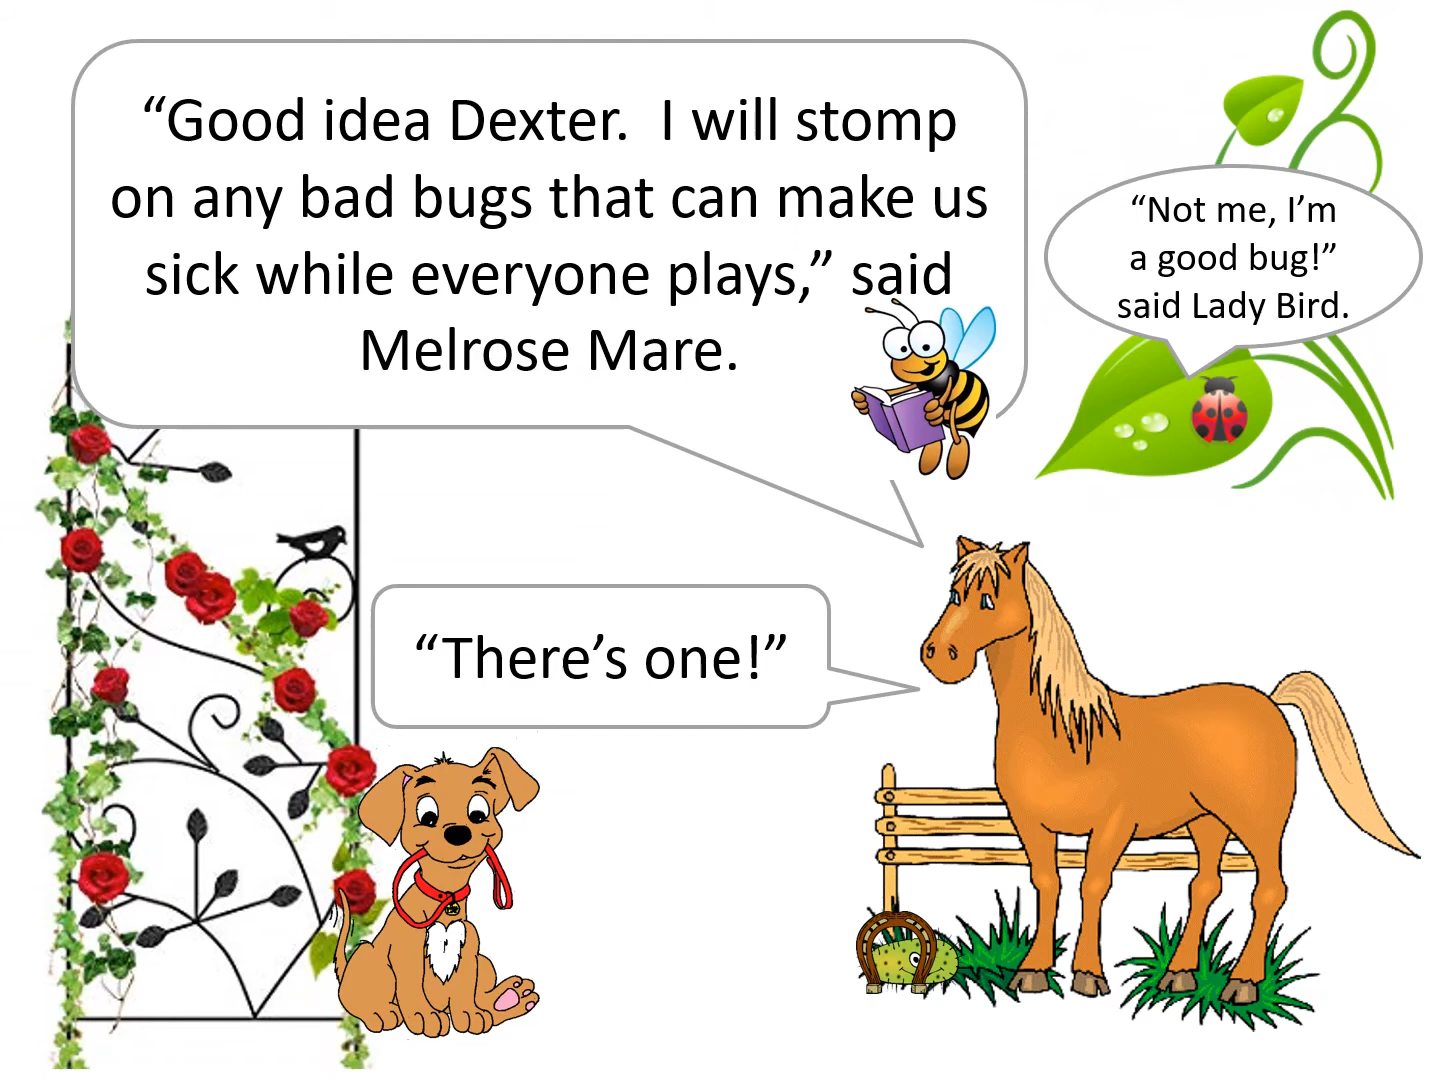 “Good idea Dexter.  I will stomp
on any bad bugs that can make us
sick while everyone plays,” said
Melrose Mare.
“Not me, I’m
a good bug!”
said Lady Bird.
“There’s one!”